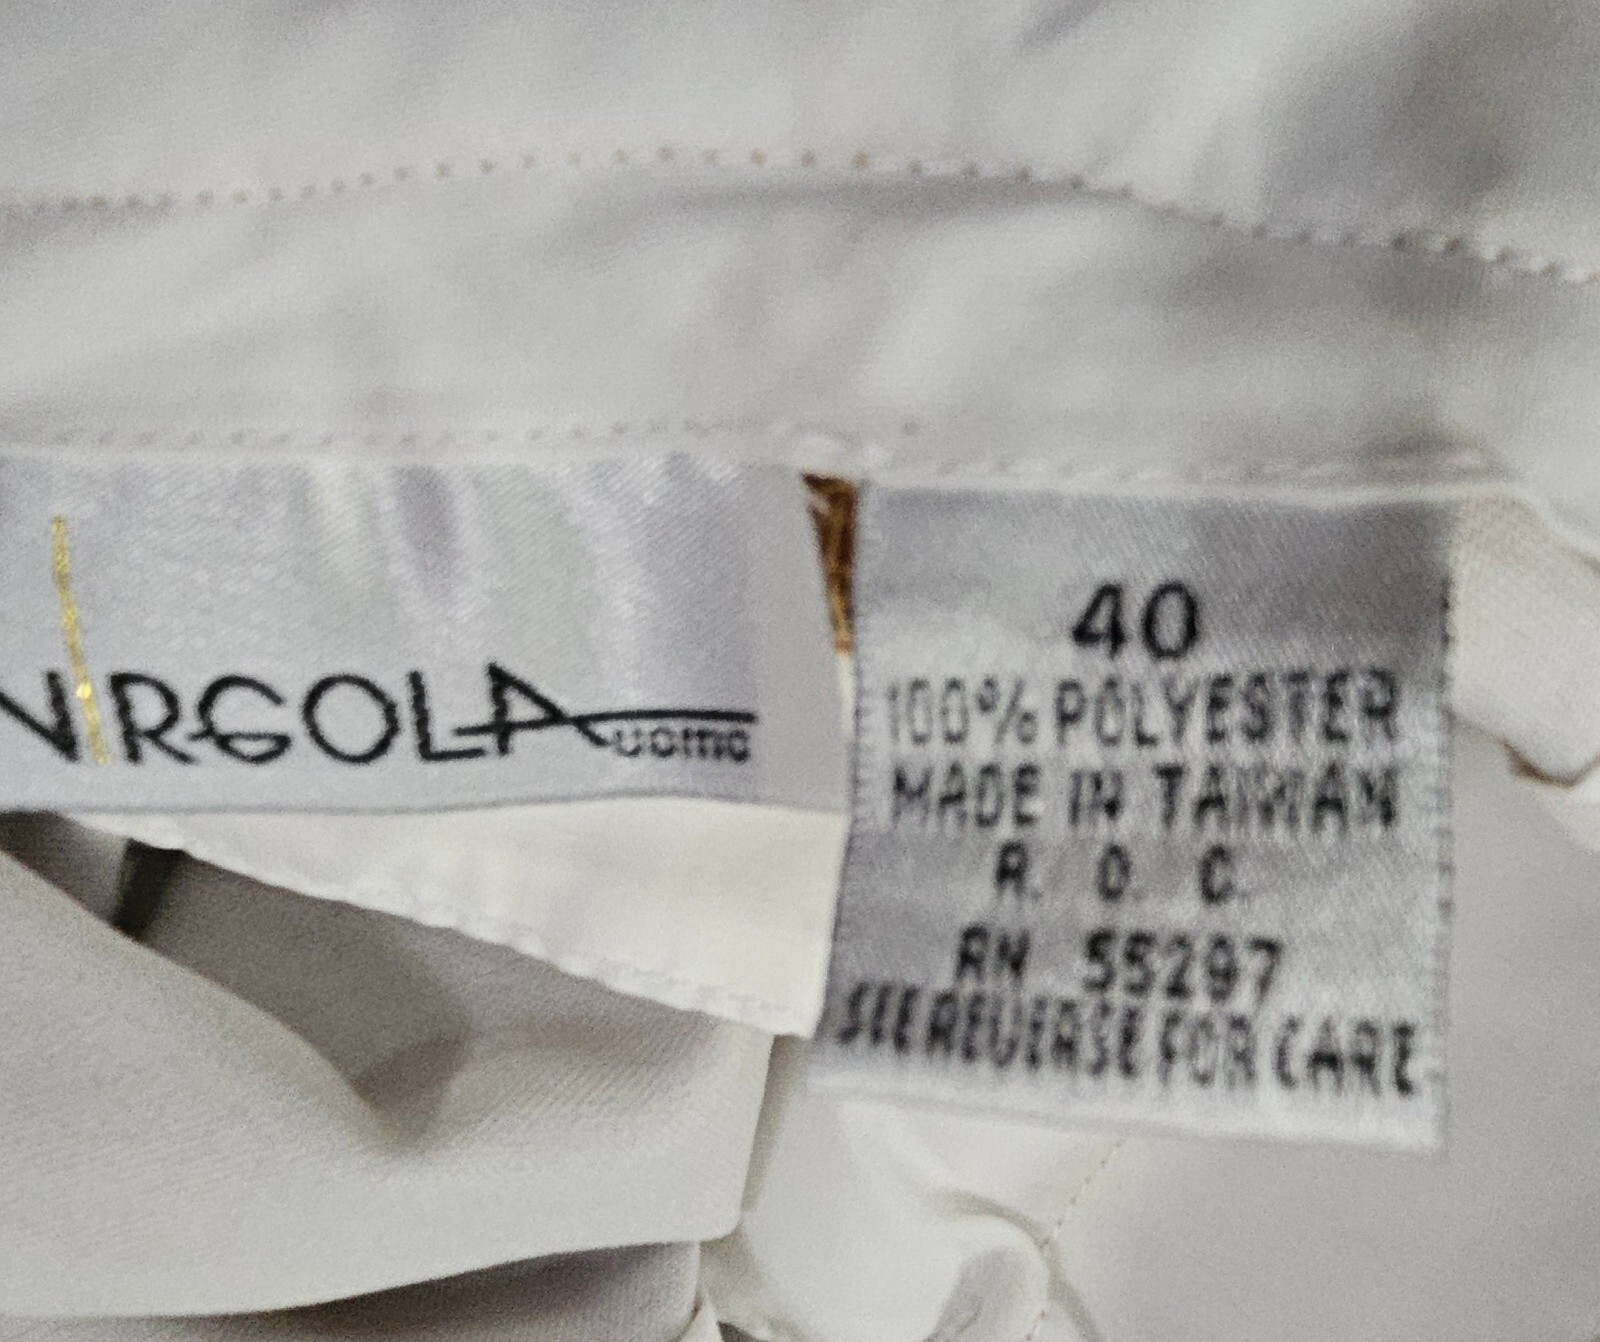 VIRGOLA
uomo
40
100% POLYESTER
MADE IN TAIWAN
R. O. C.
RN 55297
SEE REVERSE FOR CARE